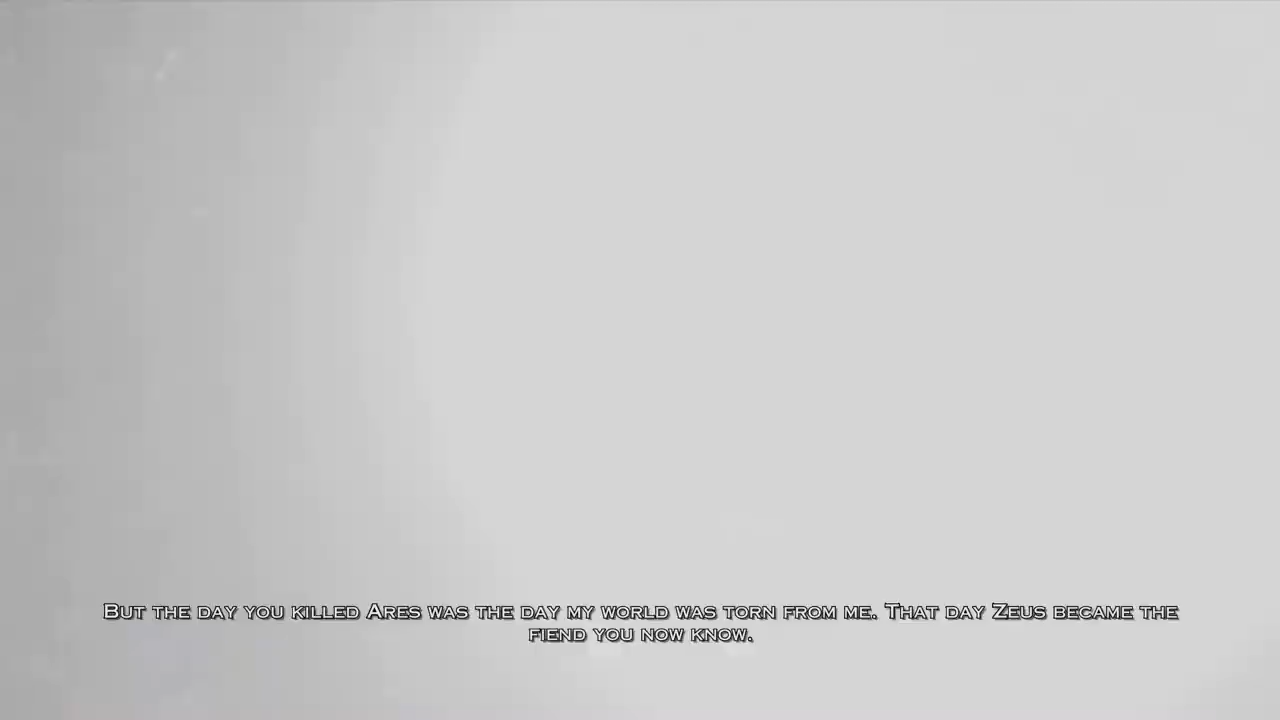 But the day you killed Ares was the day my world was torn from me. That day Zeus became the
fiend you now know.